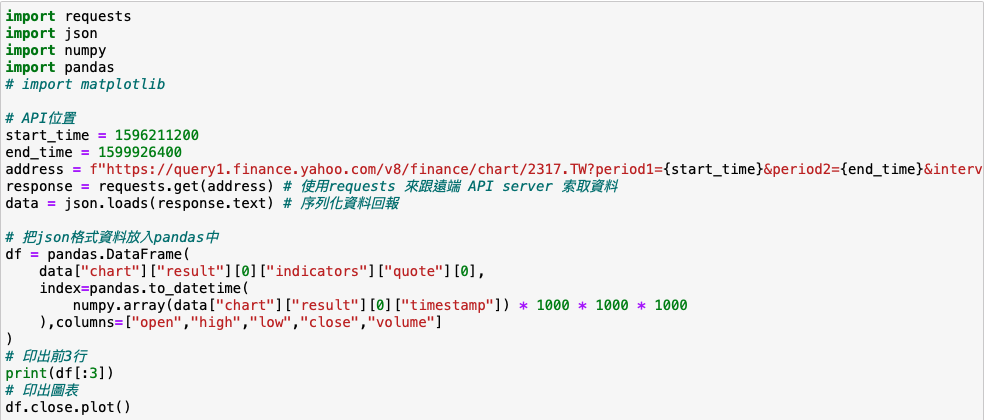 import requests
import json
import numpy
import pandas
# import matplotlib

# API位置
start_time = 1596211200
end_time = 1599926400
address = f"https://query1.finance.yahoo.com/v8/finance/chart/2317.TW?period1={start_time}&period2={end_time}&interv
response = requests.get(address) # 使用requests 來跟遠端 API server 索取資料
data = json.loads(response.text) # 序列化資料回報

# 把json格式資料放入pandas中
df = pandas.DataFrame(
    data["chart"]["result"][0]["indicators"]["quote"][0],
    index=pandas.to_datetime(
        numpy.array(data["chart"]["result"][0]["timestamp"]) * 1000 * 1000 * 1000
    ),columns=["open","high","low","close","volume"]
)
# 印出前3行
print(df[:3])
# 印出圖表
df.close.plot()